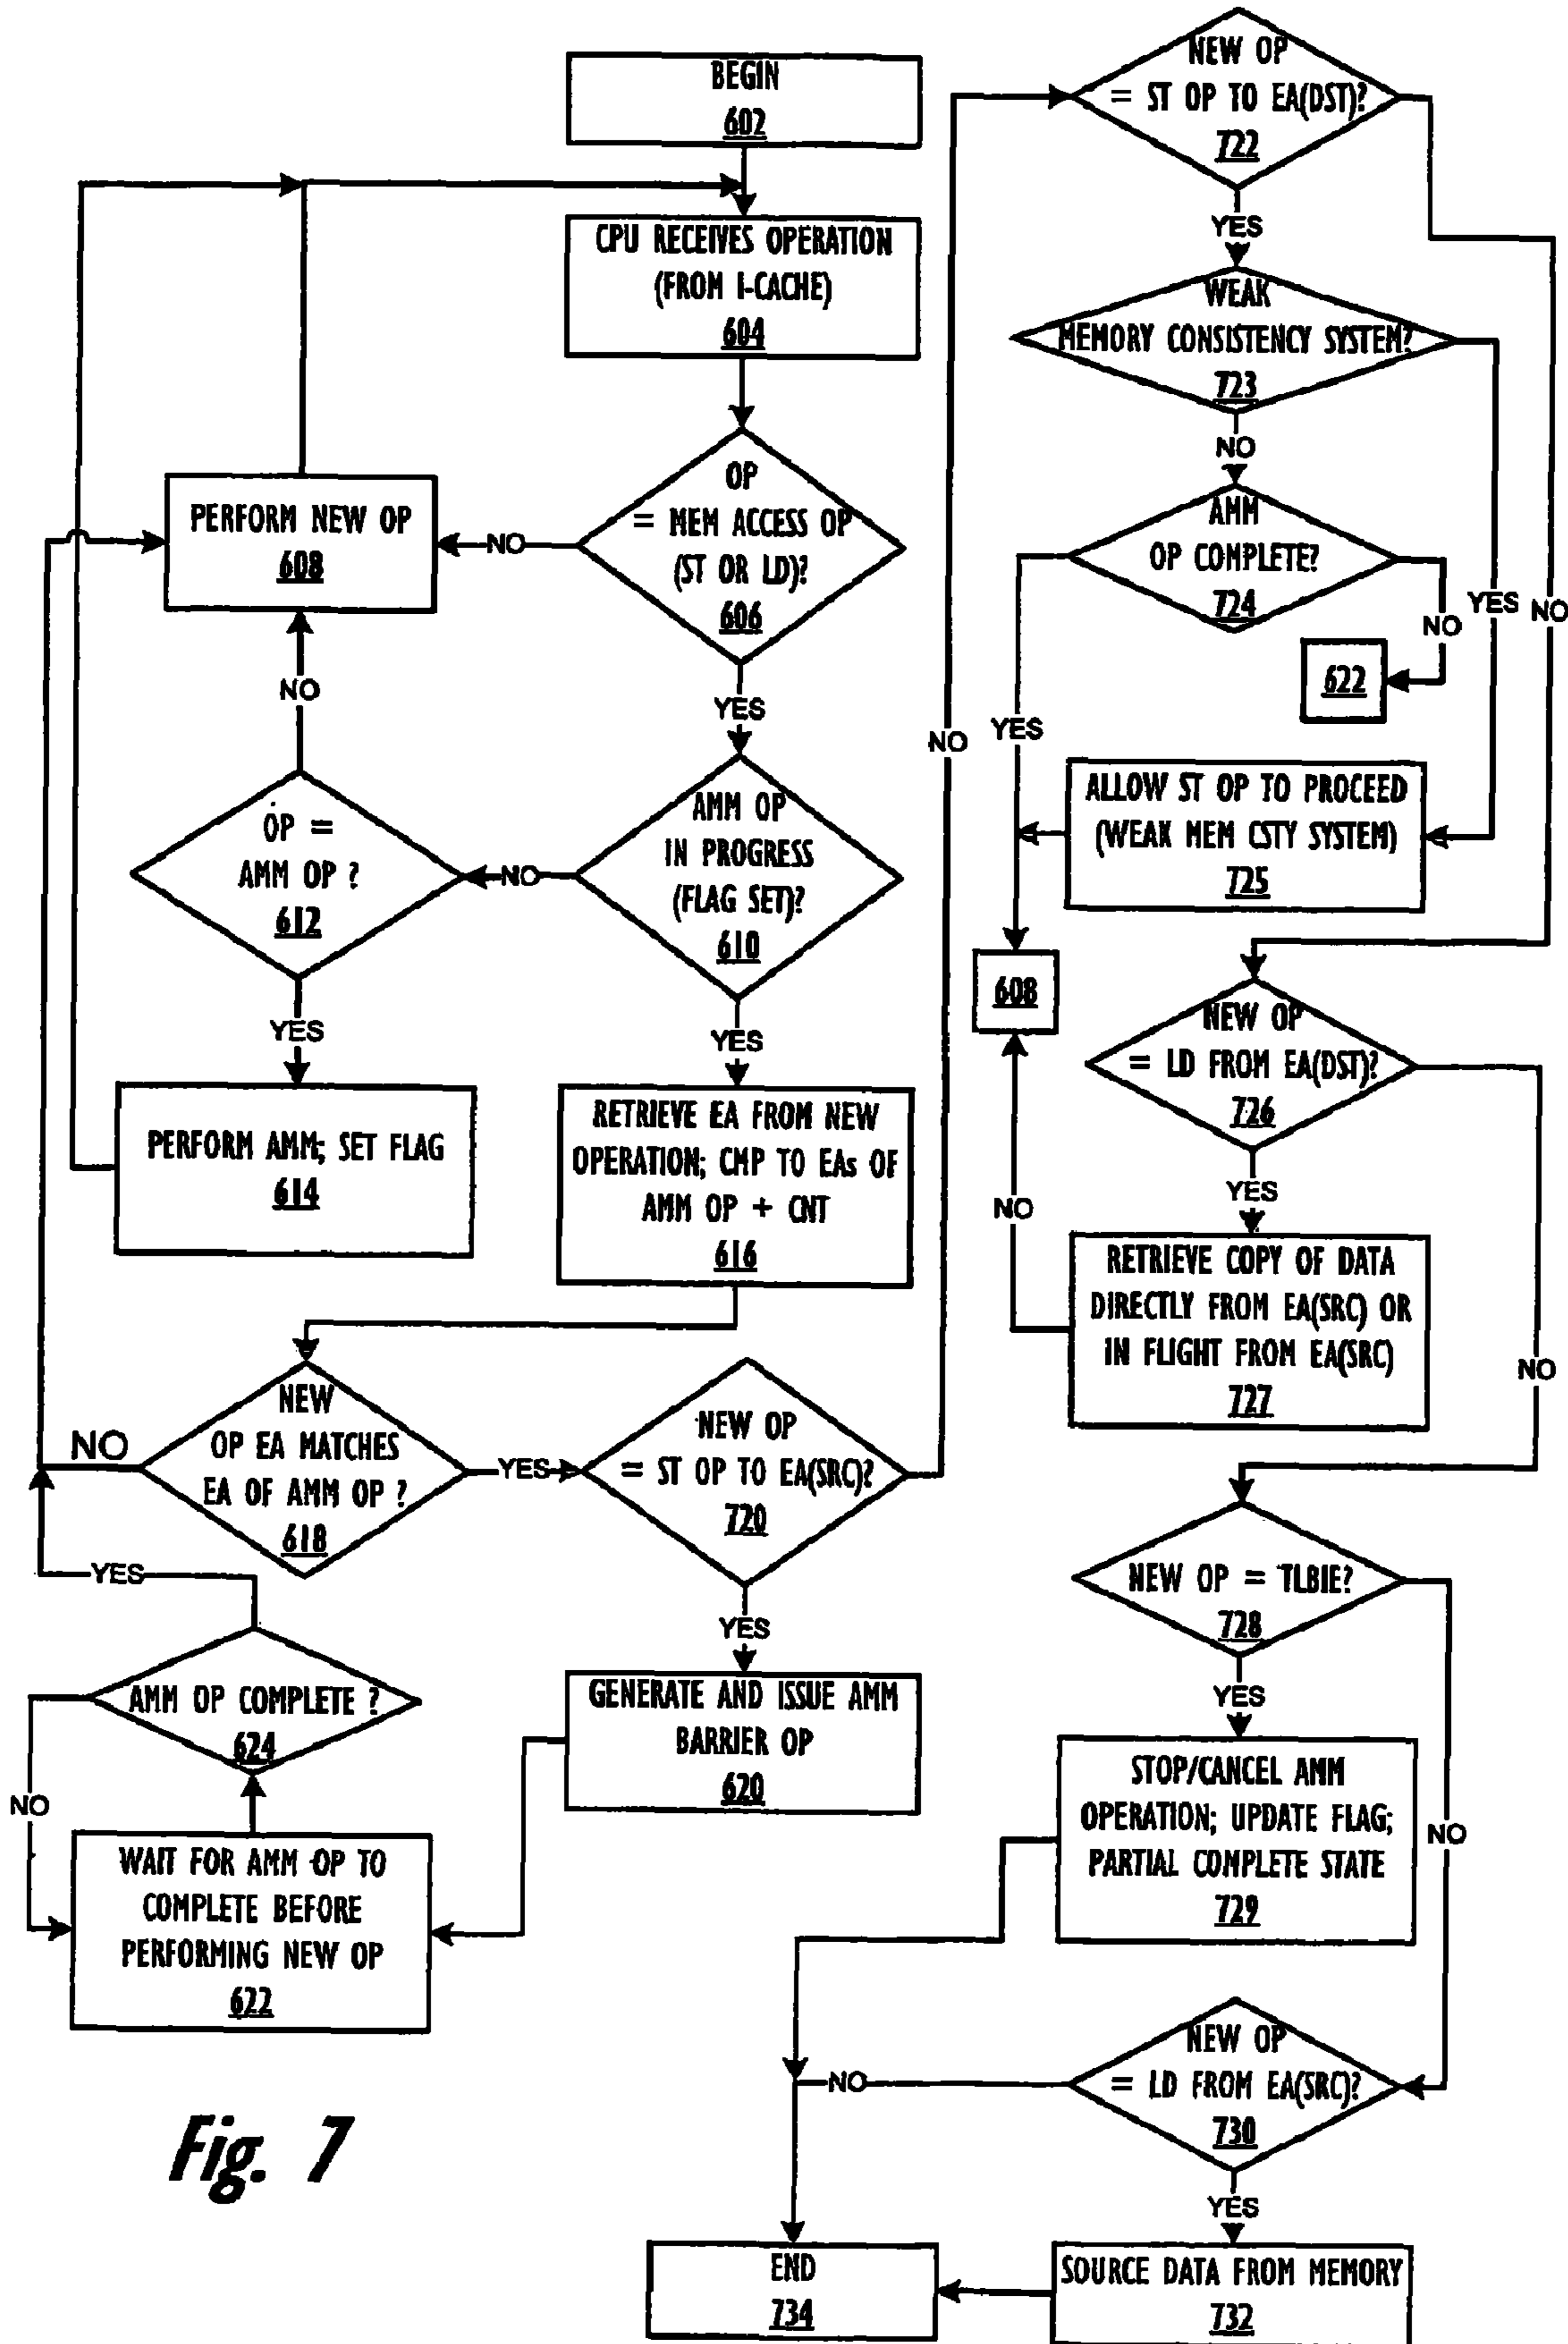 BEGIN
602
CPU RECEIVES OPERATION
(FROM I-CACHE)
604
OP
= MEM ACCESS OP
(ST OR LD)?
606
NO
YES
PERFORM NEW OP
608
NO
AMM OP
IN PROGRESS
(FLAG SET)?
610
NO
YES
OP =
AMM OP ?
612
YES
PERFORM AMM; SET FLAG
614
RETRIEVE EA FROM NEW
OPERATION; CMP TO EAs OF
AMM OP + CNT
616
NEW
OP EA MATCHES
EA OF AMM OP ?
618
NO
YES
NEW OP
= ST OP TO EA(SRC)?
720
YES
NO
GENERATE AND ISSUE AMM
BARRIER OP
620
AMM OP COMPLETE ?
624
YES
NO
WAIT FOR AMM OP TO
COMPLETE BEFORE
PERFORMING NEW OP
622
NEW OP
= ST OP TO EA(DST)?
722
YES
NO
WEAK
MEMORY CONSISTENCY SYSTEM?
723
NO
YES
AMM
OP COMPLETE?
724
NO
YES
622
ALLOW ST OP TO PROCEED
(WEAK MEM CSTY SYSTEM)
725
608
NEW OP
= LD FROM EA(DST)?
726
YES
NO
RETRIEVE COPY OF DATA
DIRECTLY FROM EA(SRC) OR
IN FLIGHT FROM EA(SRC)
727
NO
NEW OP = TLBIE?
728
YES
NO
STOP/CANCEL AMM
OPERATION; UPDATE FLAG;
PARTIAL COMPLETE STATE
729
NEW OP
= LD FROM EA(SRC)?
730
NO
YES
SOURCE DATA FROM MEMORY
732
END
734
Fig. 7